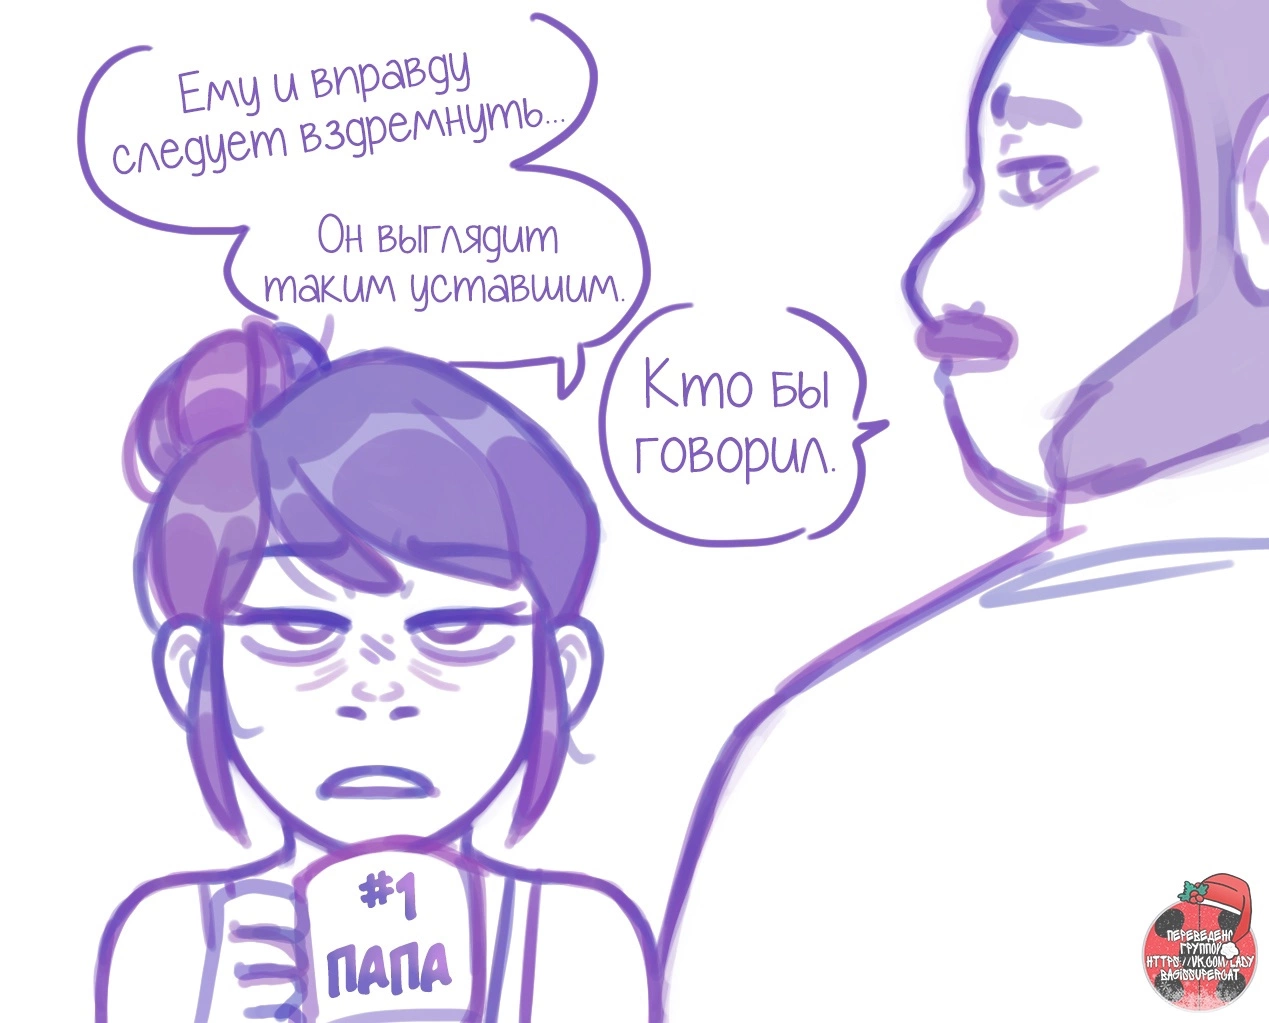 Ему и вправду
следует вздремнуть...
Он выглядит
таким уставшим.
Кто бы
говорил.
#1
ПАПА
ПЕРЕВЕДЕНО
ГРУППОЙ
HTTPS://VK.COM/LADY
BAGISSUPERCAT